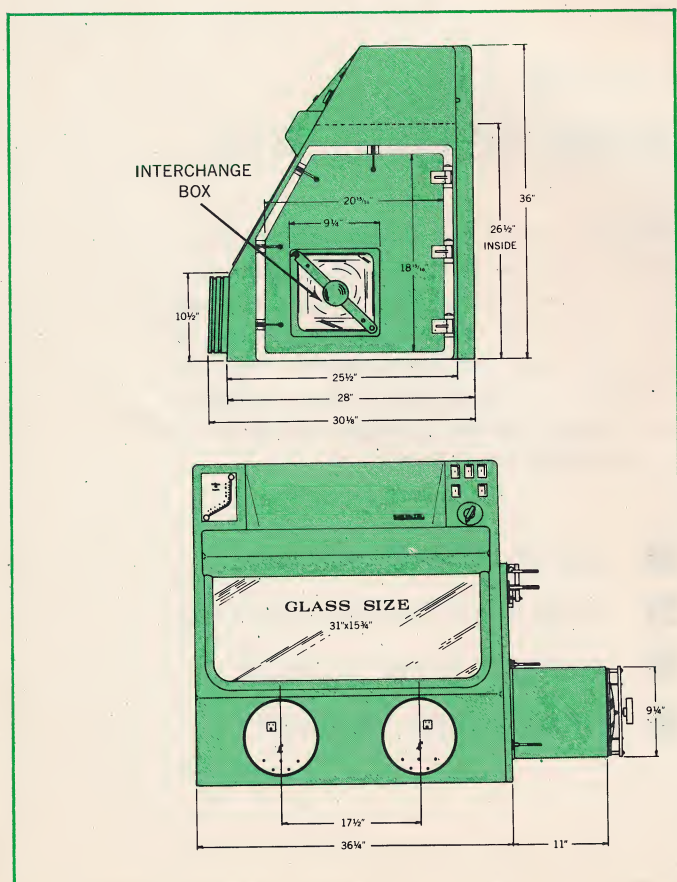 INTERCHANGE
BOX
20¹⁵⁄₁₆"
9¼"
18¹⁵⁄₁₆"
36"
26½"
INSIDE
10½"
25½"
28"
30⅛"
GLASS SIZE
31"x15¾"
9¼"
17½"
36¼"
11"